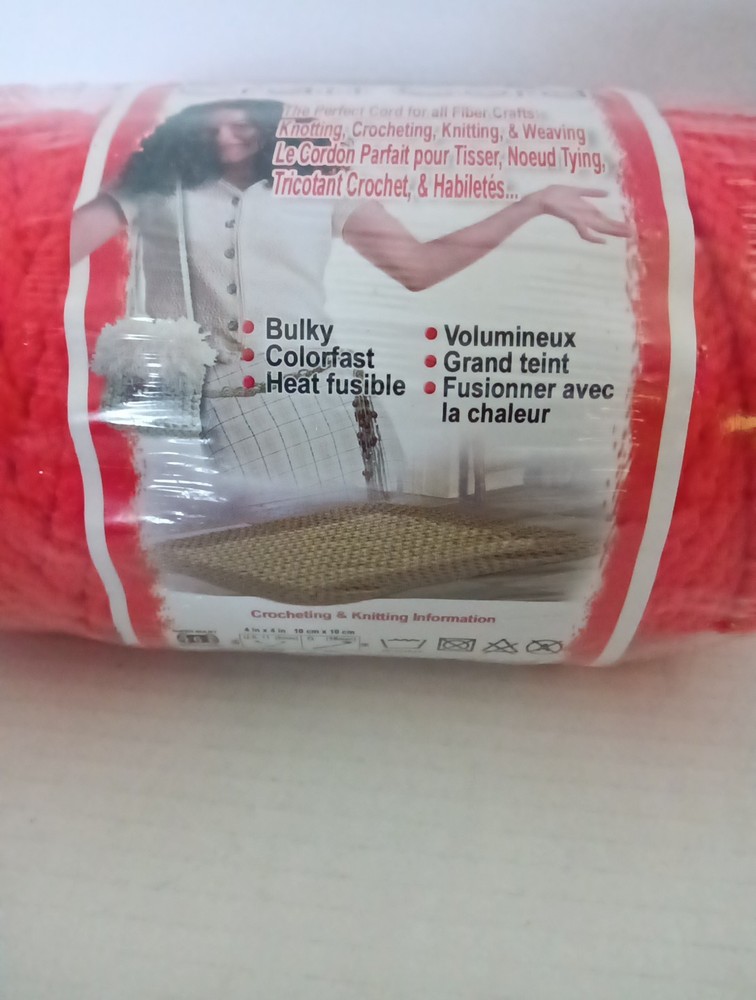 The Perfect Cord for all Fiber Crafts
Knotting, Crocheting, Knitting, & Weaving
Le Cordon Parfait pour Tisser, Noeud Tying,
Tricotant Crochet, & Habiletés...
• Bulky
• Colorfast
• Heat fusible
• Volumineux
• Grand teint
• Fusionner avec
la chaleur
Crocheting & Knitting Information
4 in x 4 in 10 cm x 10 cm